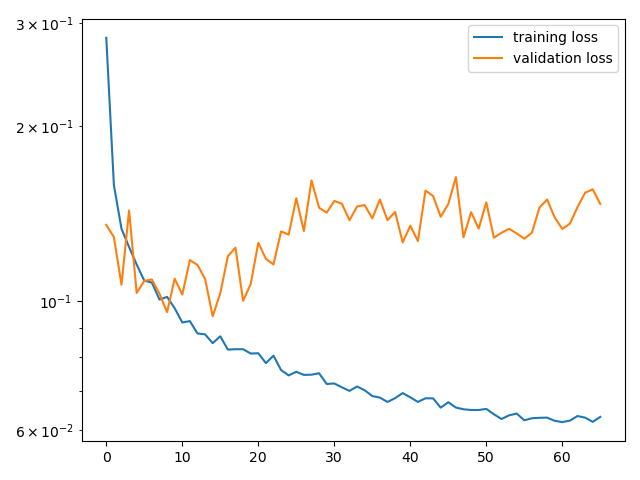 3 × 10⁻¹
training loss
validation loss
2 × 10⁻¹
10⁻¹
6 × 10⁻²
0 10 20 30 40 50 60